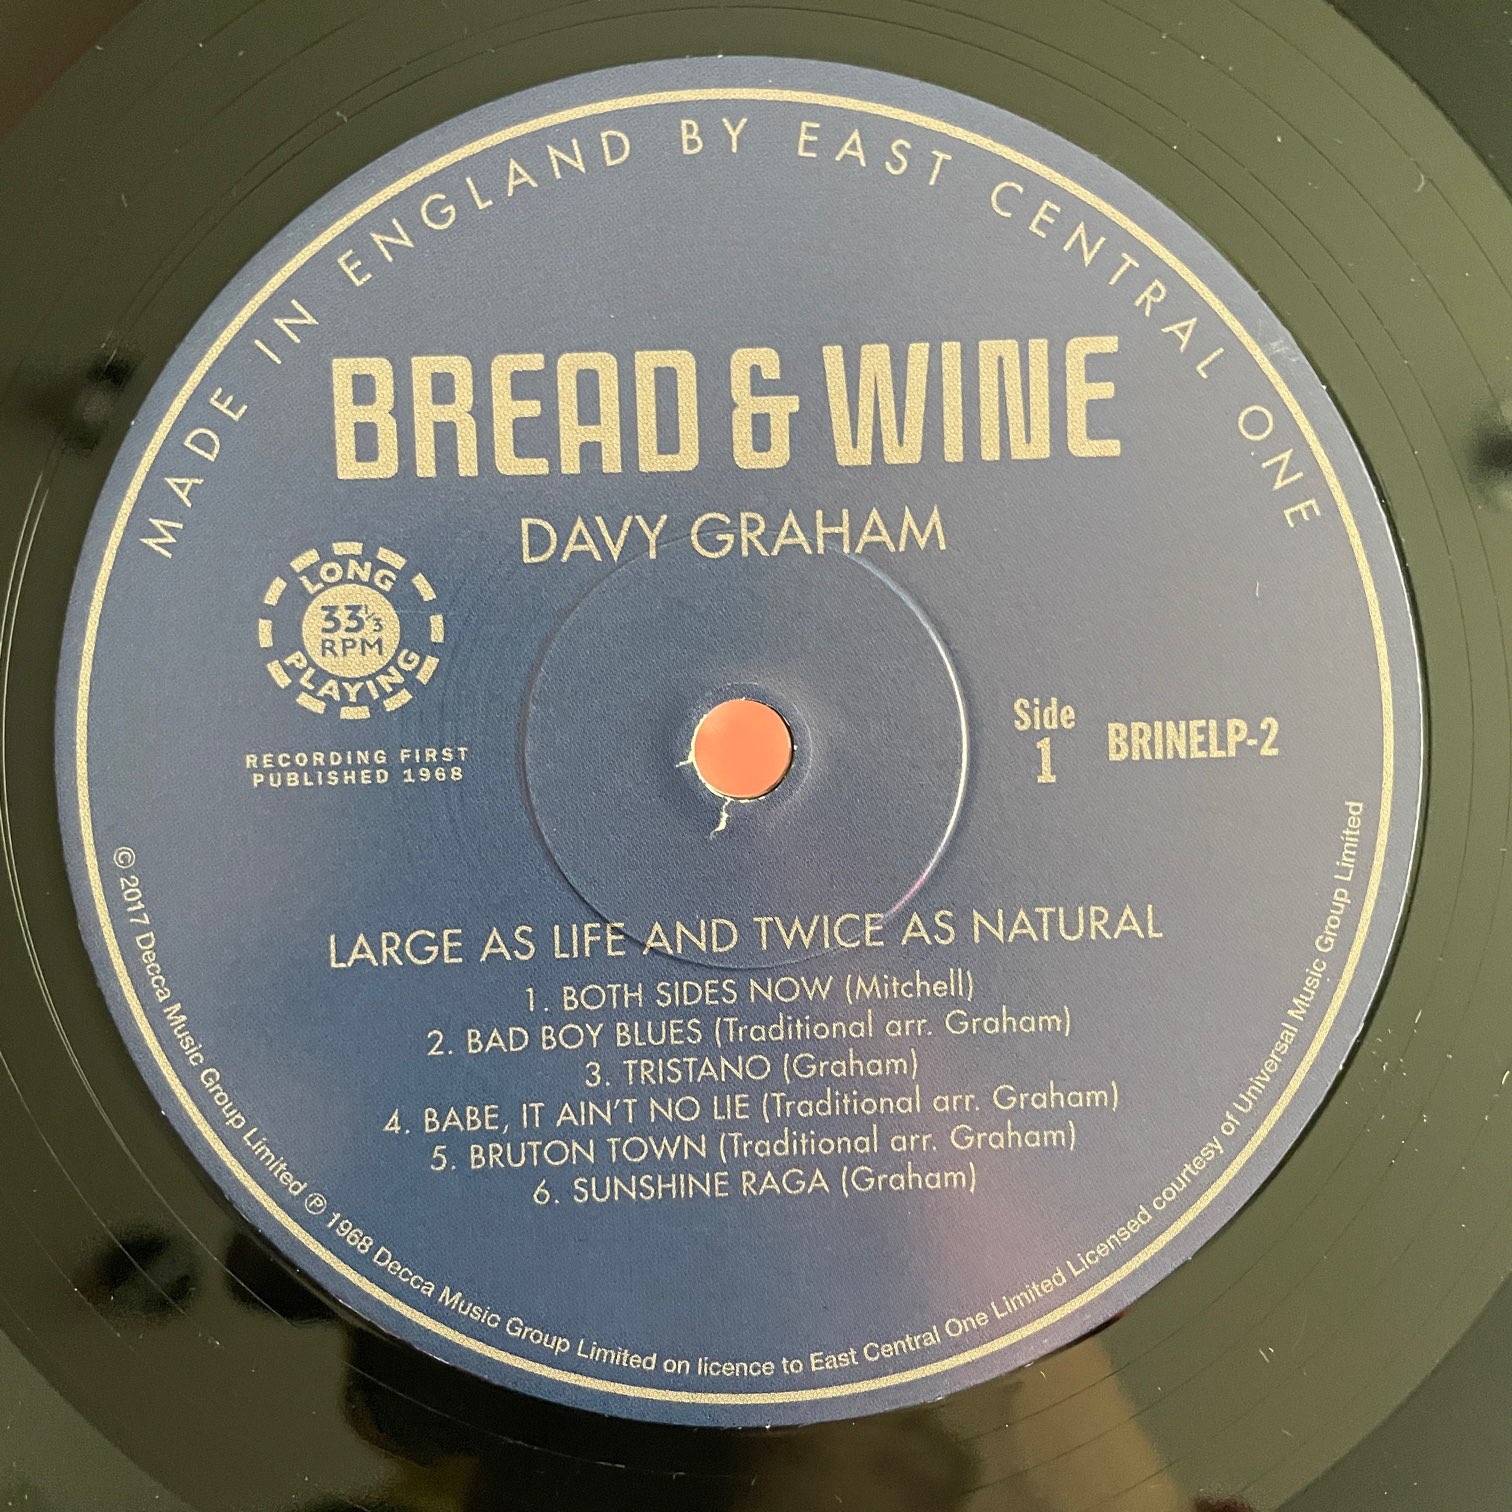 MADE IN ENGLAND BY EAST CENTRAL ONE
BREAD & WINE
DAVY GRAHAM
LONG
33 1/3
RPM
PLAYING
RECORDING FIRST
PUBLISHED 1968
Side
1
BRINELP-2
LARGE AS LIFE AND TWICE AS NATURAL
1. BOTH SIDES NOW (Mitchell)
2. BAD BOY BLUES (Traditional arr. Graham)
3. TRISTANO (Graham)
4. BABE, IT AIN'T NO LIE (Traditional arr. Graham)
5. BRUTON TOWN (Traditional arr. Graham)
6. SUNSHINE RAGA (Graham)
© 2017 Decca Music Group Limited ℗ 1968 Decca Music Group Limited on licence to East Central One Limited Licensed courtesy of Universal Music Group Limited